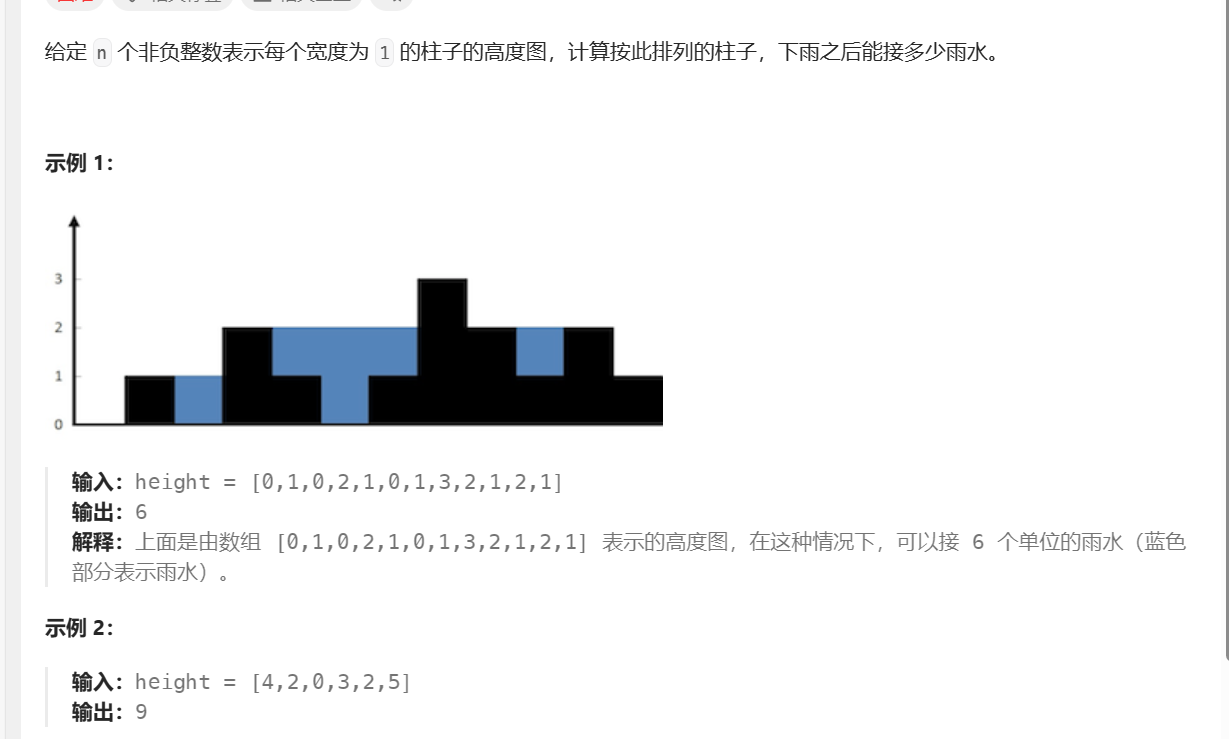 给定 n 个非负整数表示每个宽度为 1 的柱子的高度图，计算按此排列的柱子，下雨之后能接多少雨水。
示例 1：
3
2
1
0
输入：height = [0,1,0,2,1,0,1,3,2,1,2,1]
输出：6
解释：上面是由数组 [0,1,0,2,1,0,1,3,2,1,2,1] 表示的高度图，在这种情况下，可以接 6 个单位的雨水（蓝色
部分表示雨水）。
示例 2：
输入：height = [4,2,0,3,2,5]
输出：9